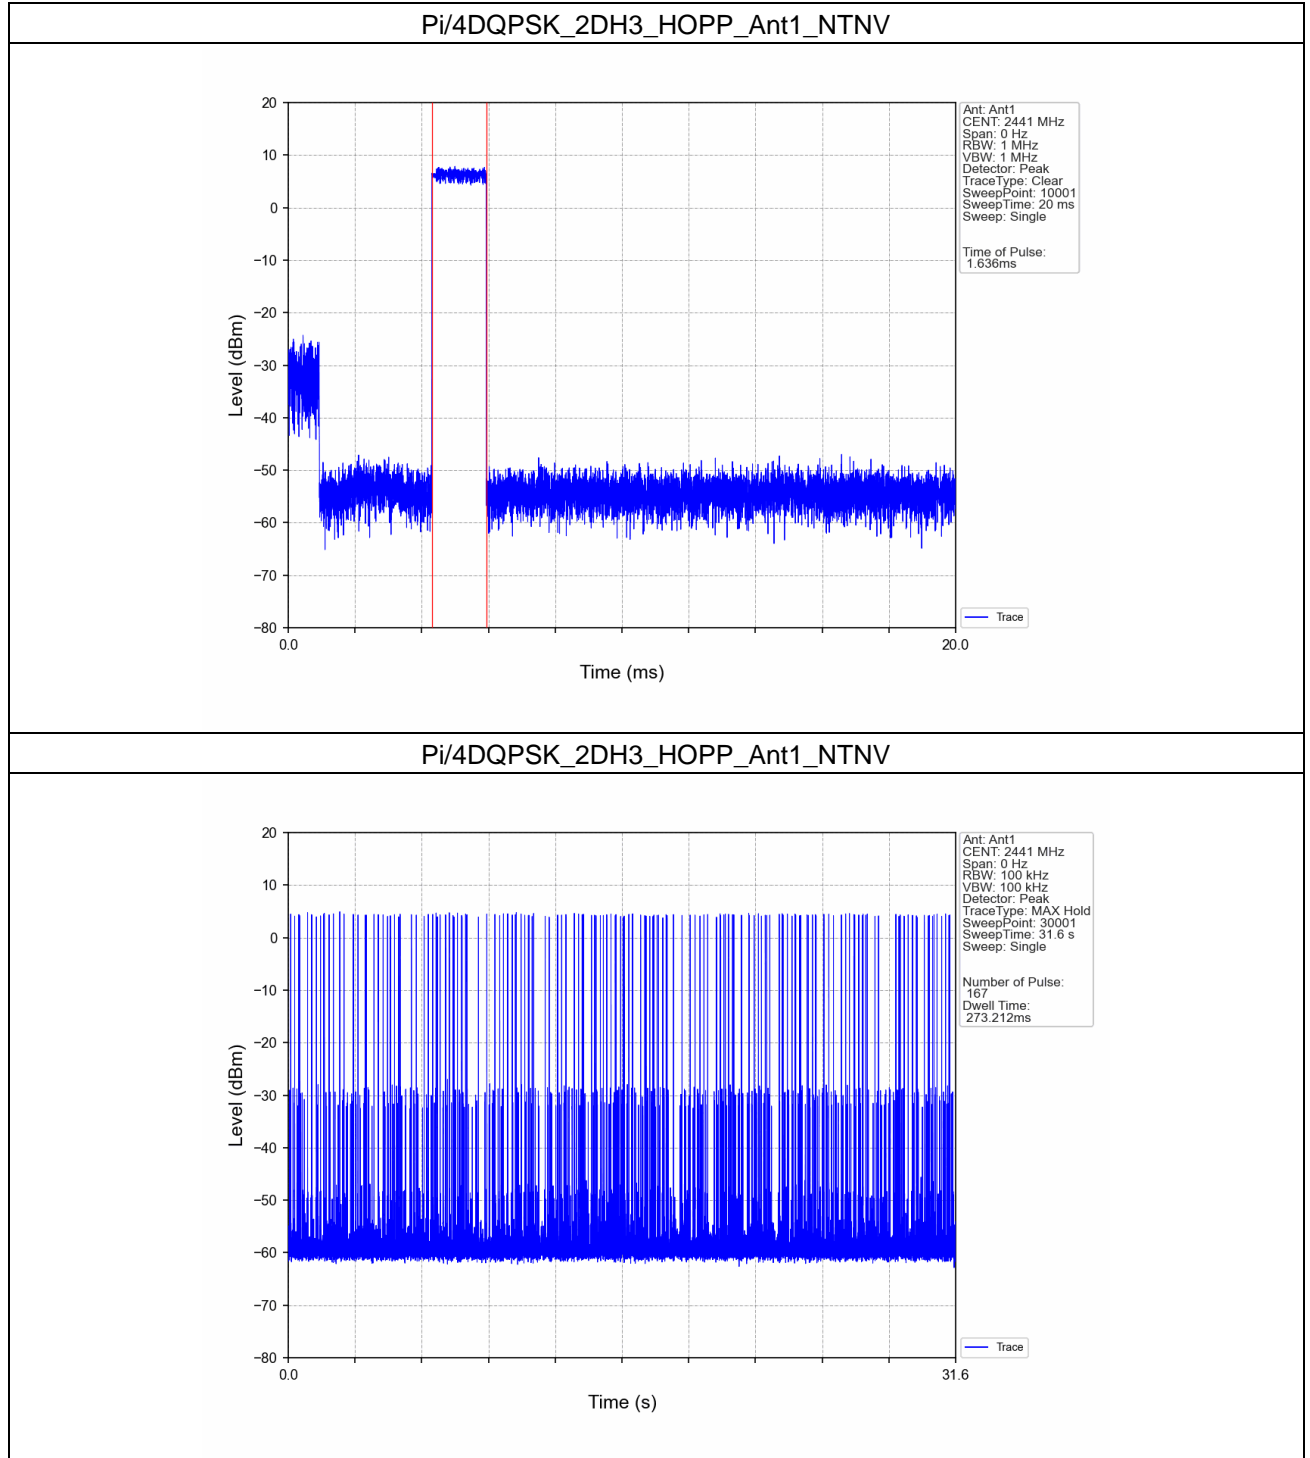 Pi/4DQPSK_2DH3_HOPP_Ant1_NTNV
20
10
0
−10
−20
−30
−40
−50
−60
−70
−80
Level (dBm)
0.0
20.0
Time (ms)
Ant: Ant1
CENT: 2441 MHz
Span: 0 Hz
RBW: 1 MHz
VBW: 1 MHz
Detector: Peak
TraceType: Clear
SweepPoint: 10001
SweepTime: 20 ms
Sweep: Single
Time of Pulse:
1.636ms
Trace
Pi/4DQPSK_2DH3_HOPP_Ant1_NTNV
20
10
0
−10
−20
−30
−40
−50
−60
−70
−80
Level (dBm)
0.0
31.6
Time (s)
Ant: Ant1
CENT: 2441 MHz
Span: 0 Hz
RBW: 100 kHz
VBW: 100 kHz
Detector: Peak
TraceType: MAX Hold
SweepPoint: 30001
SweepTime: 31.6 s
Sweep: Single
Number of Pulse:
167
Dwell Time:
273.212ms
Trace